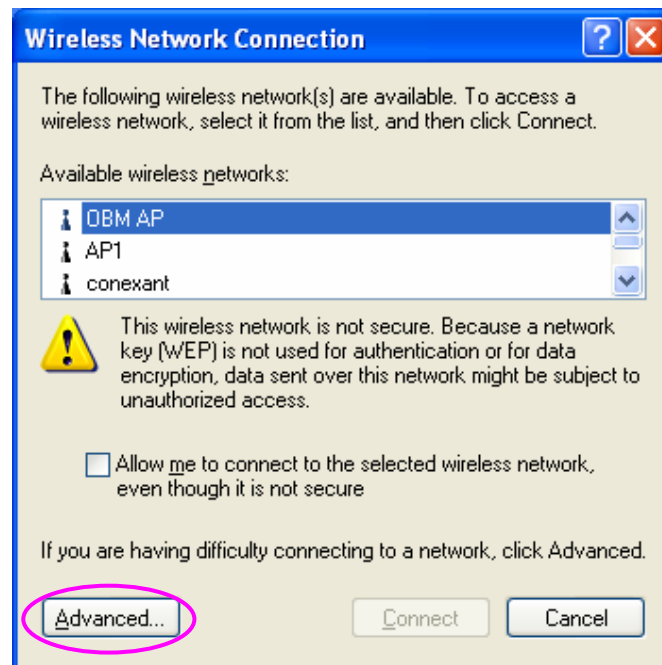 Wireless Network Connection
The following wireless network(s) are available. To access a
wireless network, select it from the list, and then click Connect.
Available wireless networks:
OBM AP
AP1
conexant
This wireless network is not secure. Because a network
key (WEP) is not used for authentication or for data
encryption, data sent over this network might be subject to
unauthorized access.
Allow me to connect to the selected wireless network,
even though it is not secure
If you are having difficulty connecting to a network, click Advanced.
Advanced... Connect Cancel